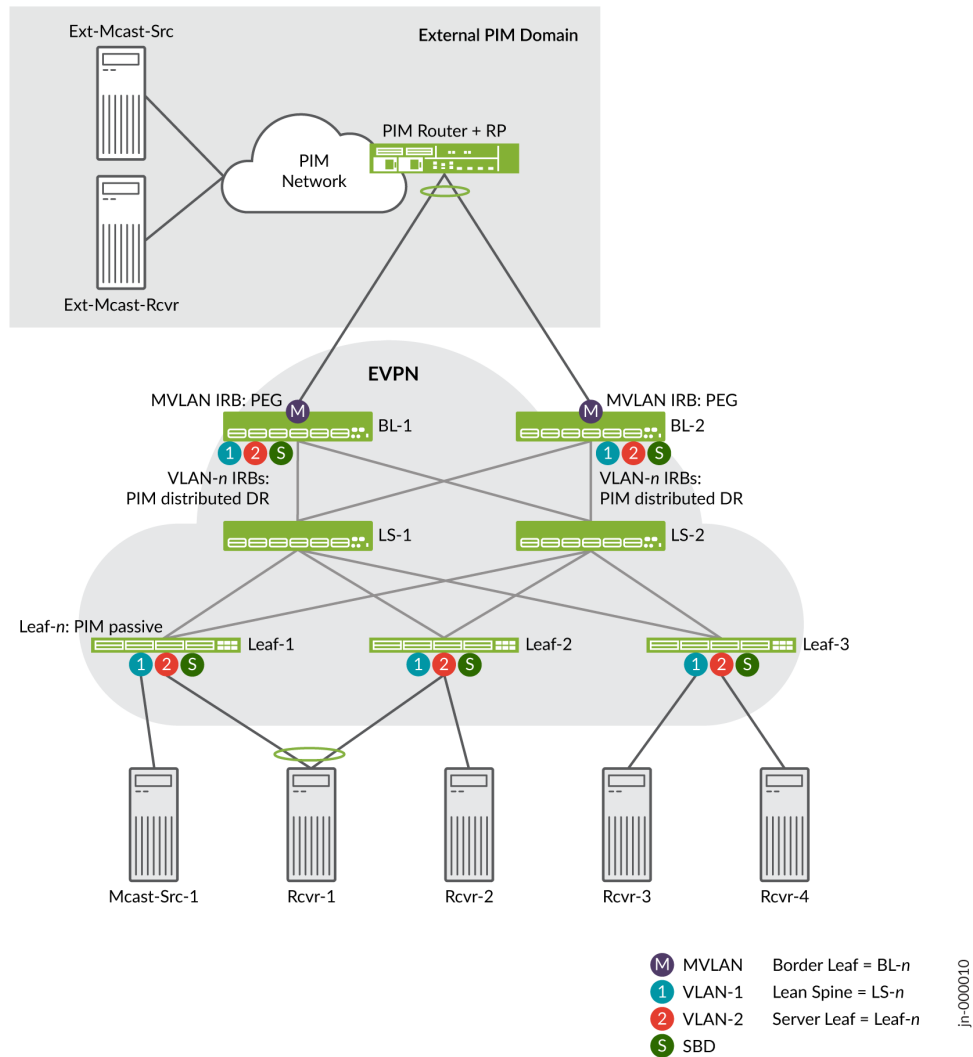 Ext-Mcast-Src
External PIM Domain
PIM Router + RP
PIM
Network
Ext-Mcast-Rcvr
EVPN
MVLAN IRB: PEG
M
BL-1
1 2 S
VLAN-n IRBs:
PIM distributed DR
MVLAN IRB: PEG
M
BL-2
1 2 S
VLAN-n IRBs:
PIM distributed DR
LS-1
LS-2
Leaf-n: PIM passive
Leaf-1
1 2 S
Leaf-2
1 2 S
Leaf-3
1 2 S
Mcast-Src-1
Rcvr-1
Rcvr-2
Rcvr-3
Rcvr-4
M MVLAN Border Leaf = BL-n
1 VLAN-1 Lean Spine = LS-n
2 VLAN-2 Server Leaf = Leaf-n
S SBD
jn-000010